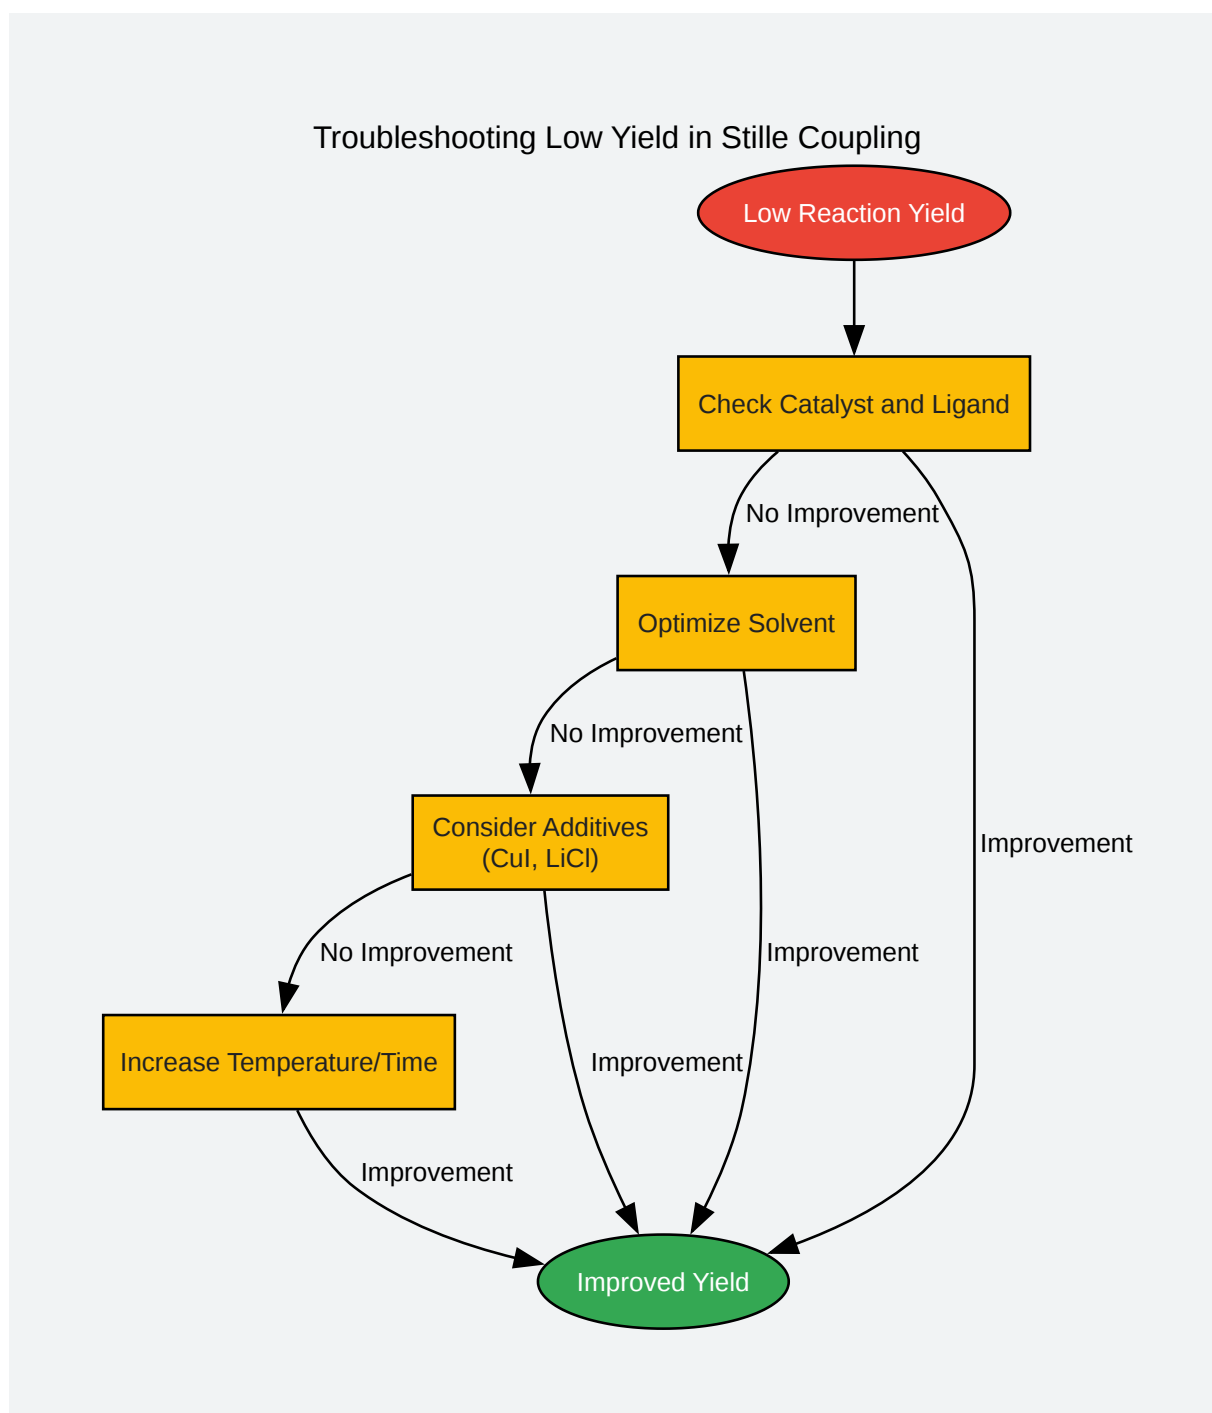 Troubleshooting Low Yield in Stille Coupling
Low Reaction Yield
Check Catalyst and Ligand
No Improvement
Optimize Solvent
No Improvement
Consider Additives
(CuI, LiCl)
Improvement
No Improvement
Improvement
Increase Temperature/Time
Improvement
Improvement
Improved Yield